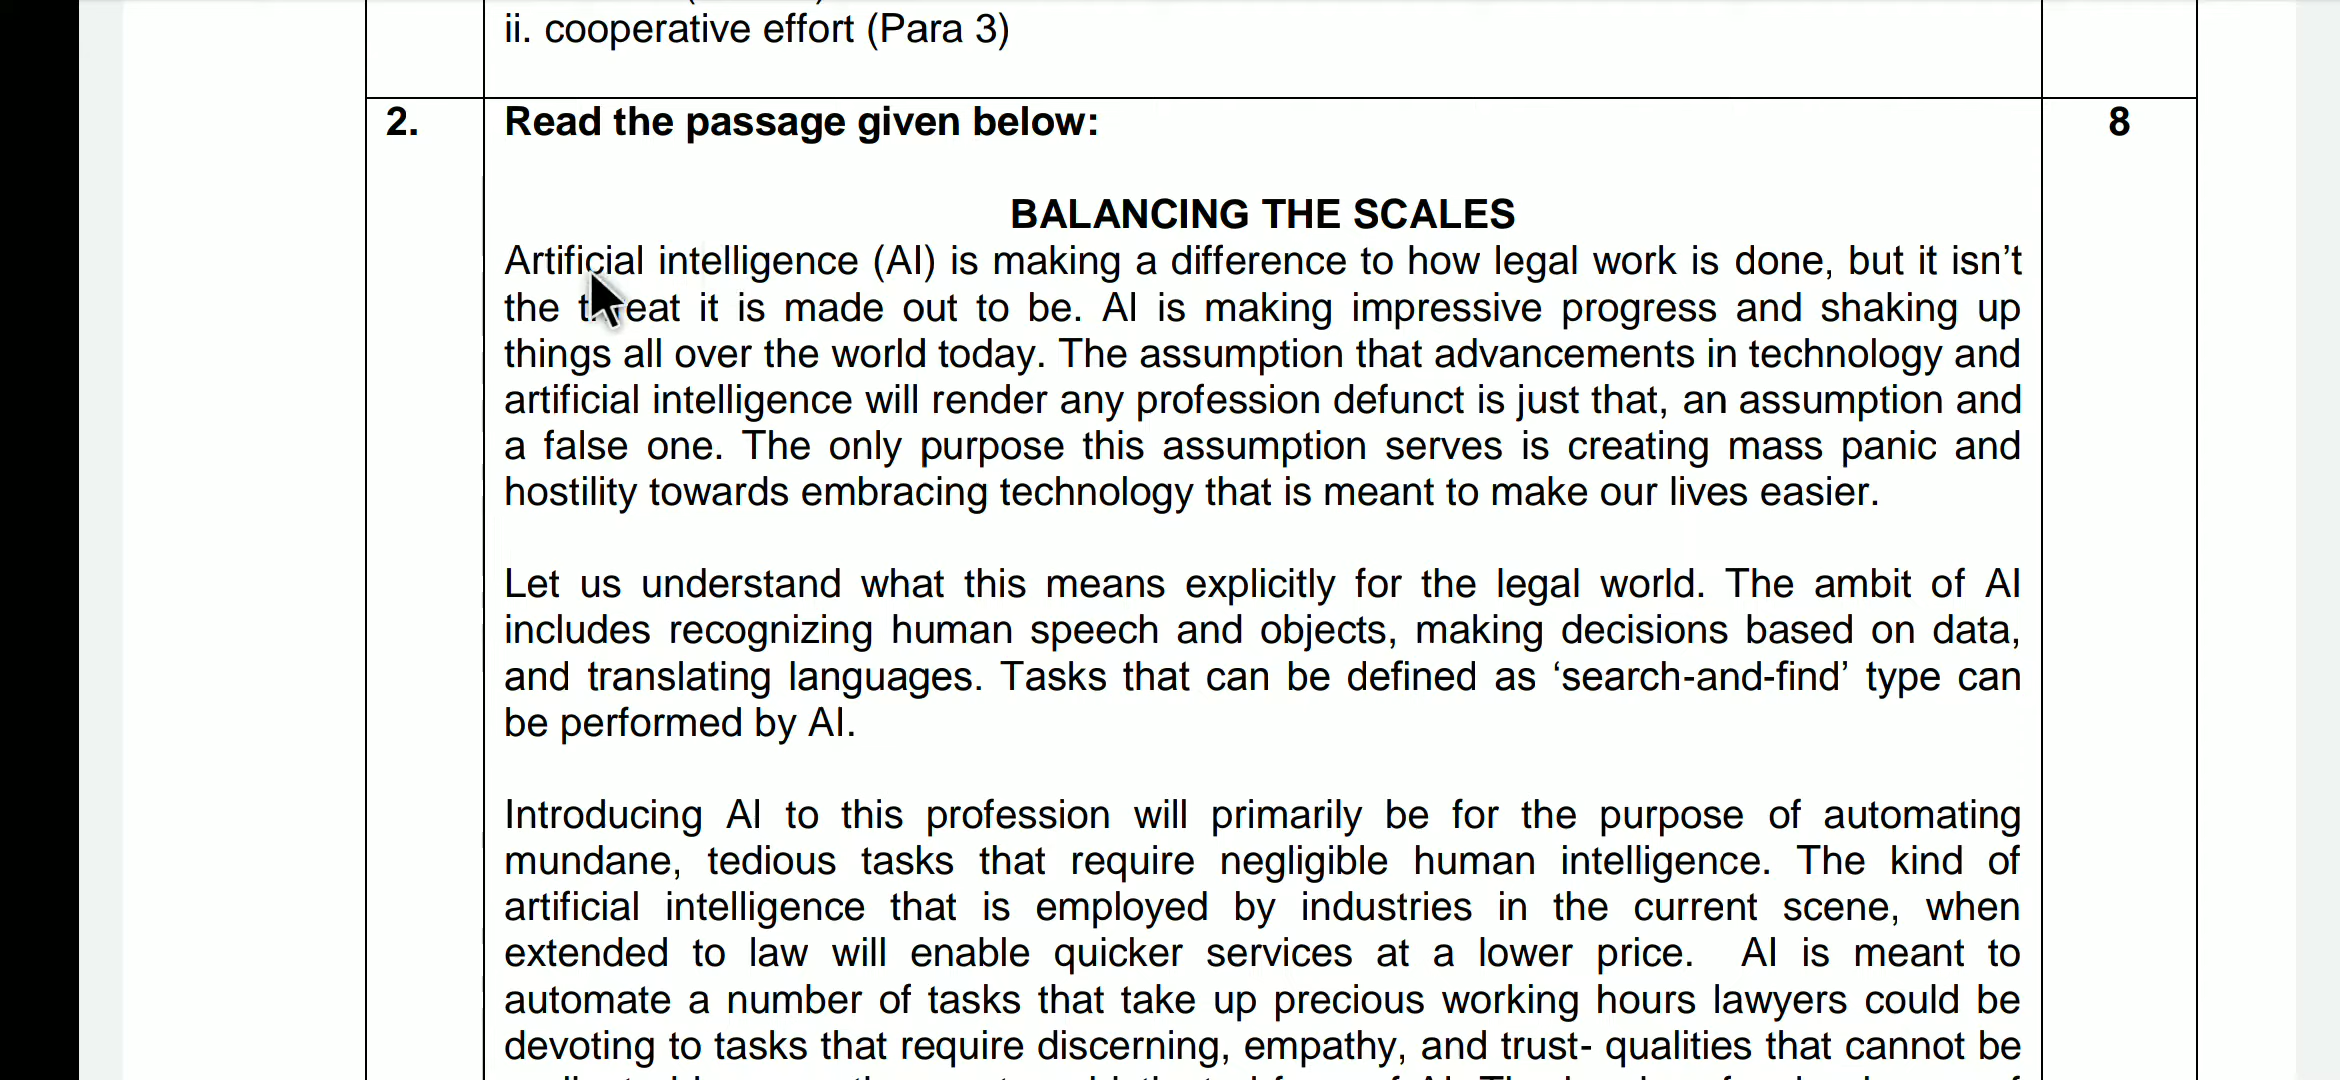 ii. cooperative effort (Para 3)
2. Read the passage given below: 8
BALANCING THE SCALES
Artificial intelligence (AI) is making a difference to how legal work is done, but it isn’t
the threat it is made out to be. AI is making impressive progress and shaking up
things all over the world today. The assumption that advancements in technology and
artificial intelligence will render any profession defunct is just that, an assumption and
a false one. The only purpose this assumption serves is creating mass panic and
hostility towards embracing technology that is meant to make our lives easier.
Let us understand what this means explicitly for the legal world. The ambit of AI
includes recognizing human speech and objects, making decisions based on data,
and translating languages. Tasks that can be defined as ‘search-and-find’ type can
be performed by AI.
Introducing AI to this profession will primarily be for the purpose of automating
mundane, tedious tasks that require negligible human intelligence. The kind of
artificial intelligence that is employed by industries in the current scene, when
extended to law will enable quicker services at a lower price. AI is meant to
automate a number of tasks that take up precious working hours lawyers could be
devoting to tasks that require discerning, empathy, and trust- qualities that cannot be